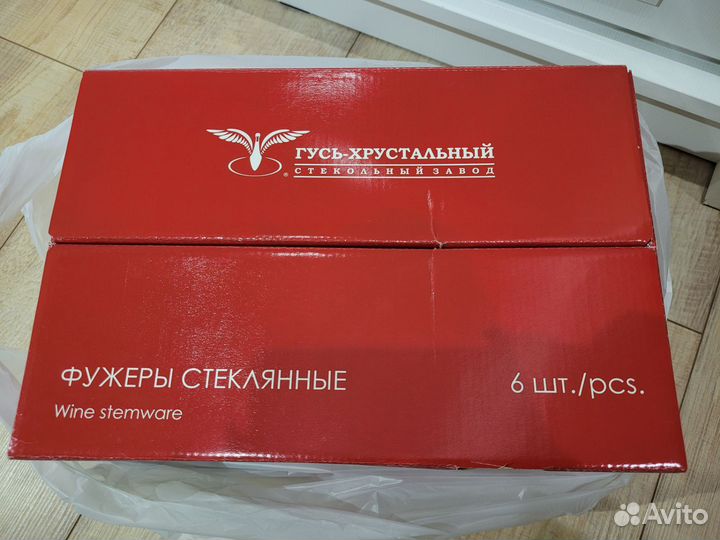 ГУСЬ-ХРУСТАЛЬНЫЙ
®
СТЕКОЛЬНЫЙ ЗАВОД
ФУЖЕРЫ СТЕКЛЯННЫЕ
6 шт./pcs.
Wine stemware
Avito